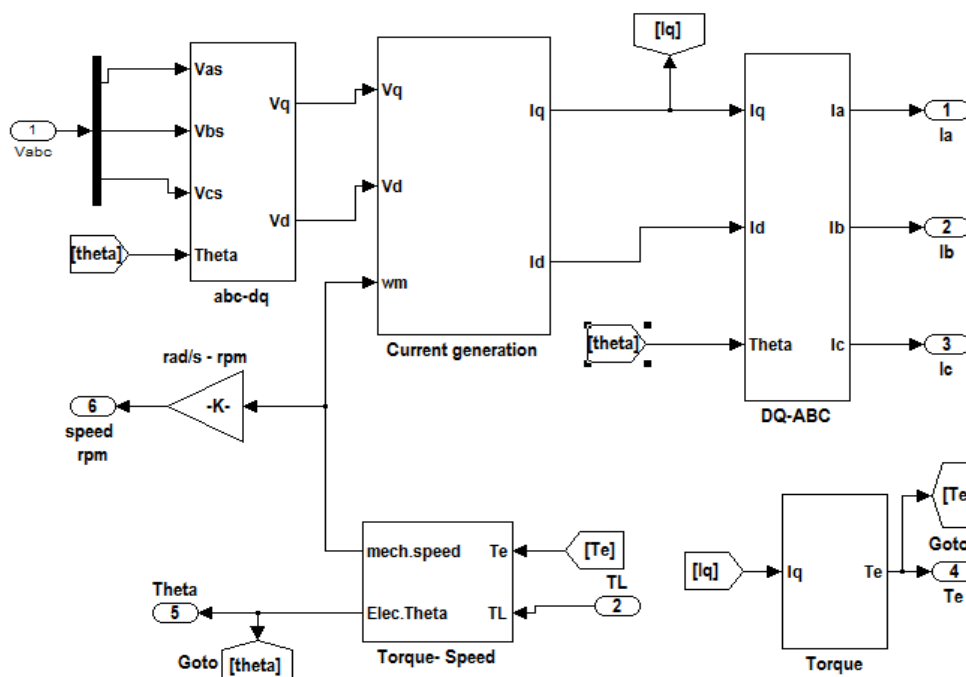 [Iq]
Vas
Vbs
Vcs
Theta
Vq
Vd
abc-dq
1
Vabc
[theta]
Vq
Vd
wm
Iq
Id
Current generation
Iq
Id
Theta
Ia
Ib
Ic
DQ-ABC
[theta]
1
Ia
2
Ib
3
Ic
rad/s - rpm
-K-
6
speed
rpm
mech.speed
Elec.Theta
Te
TL
Torque- Speed
[Te]
TL
2
Theta
5
Goto
[theta]
[Iq]
Iq
Te
Torque
[Te
Goto
4
Te